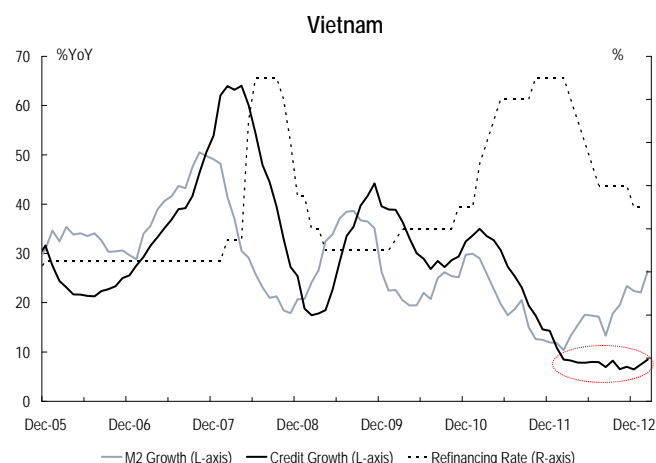 Vietnam
%YoY %
70
60
50
40
30
20
10
0
Dec-05 Dec-06 Dec-07 Dec-08 Dec-09 Dec-10 Dec-11 Dec-12
M2 Growth (L-axis) Credit Growth (L-axis) Refinancing Rate (R-axis)